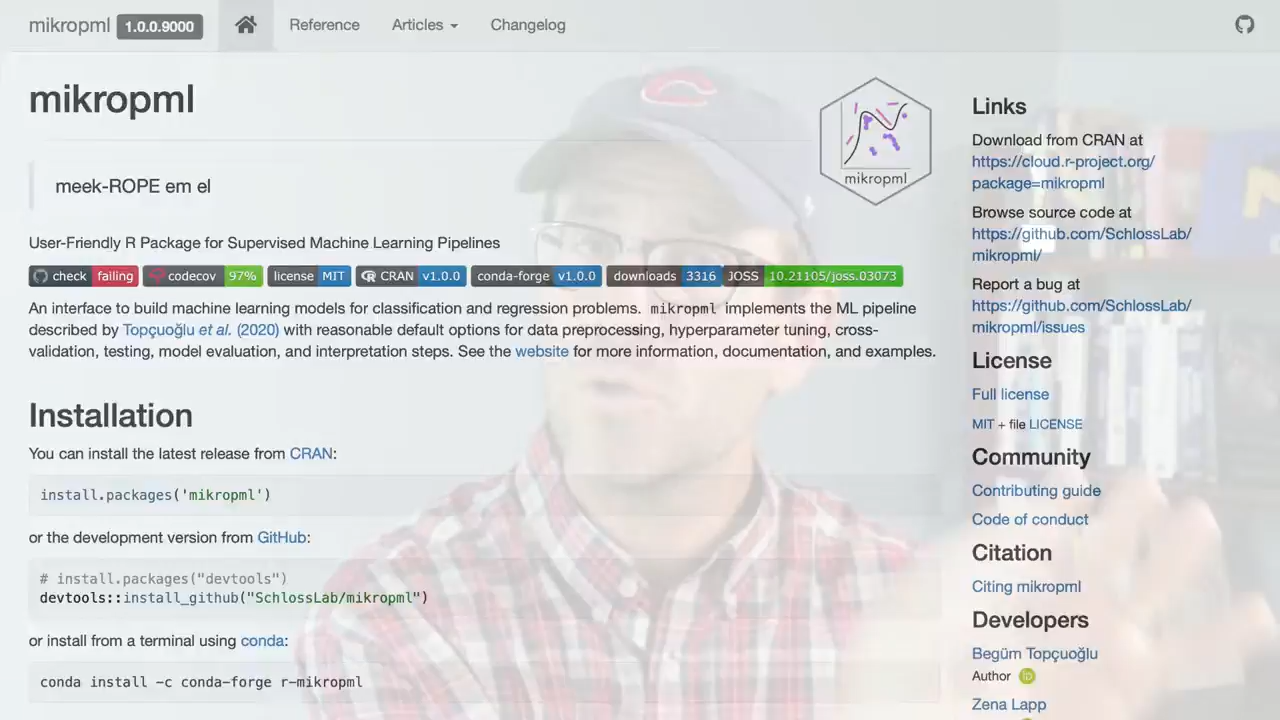 mikropml 1.0.0.9000 Reference Articles Changelog
mikropml
meek-ROPE em el
mikropml
User-Friendly R Package for Supervised Machine Learning Pipelines
check failing codecov 97% license MIT CRAN v1.0.0 conda-forge v1.0.0 downloads 3316 JOSS 10.21105/joss.03073
An interface to build machine learning models for classification and regression problems. mikropml implements the ML pipeline
described by Topçuoğlu et al. (2020) with reasonable default options for data preprocessing, hyperparameter tuning, cross-
validation, testing, model evaluation, and interpretation steps. See the website for more information, documentation, and examples.
Installation
You can install the latest release from CRAN:
install.packages('mikropml')
or the development version from GitHub:
# install.packages("devtools")
devtools::install_github("SchlossLab/mikropml")
or install from a terminal using conda:
conda install -c conda-forge r-mikropml
Links
Download from CRAN at
https://cloud.r-project.org/
package=mikropml
Browse source code at
https://github.com/SchlossLab/
mikropml/
Report a bug at
https://github.com/SchlossLab/
mikropml/issues
License
Full license
MIT + file LICENSE
Community
Contributing guide
Code of conduct
Citation
Citing mikropml
Developers
Begüm Topçuoğlu
Author iD
Zena Lapp